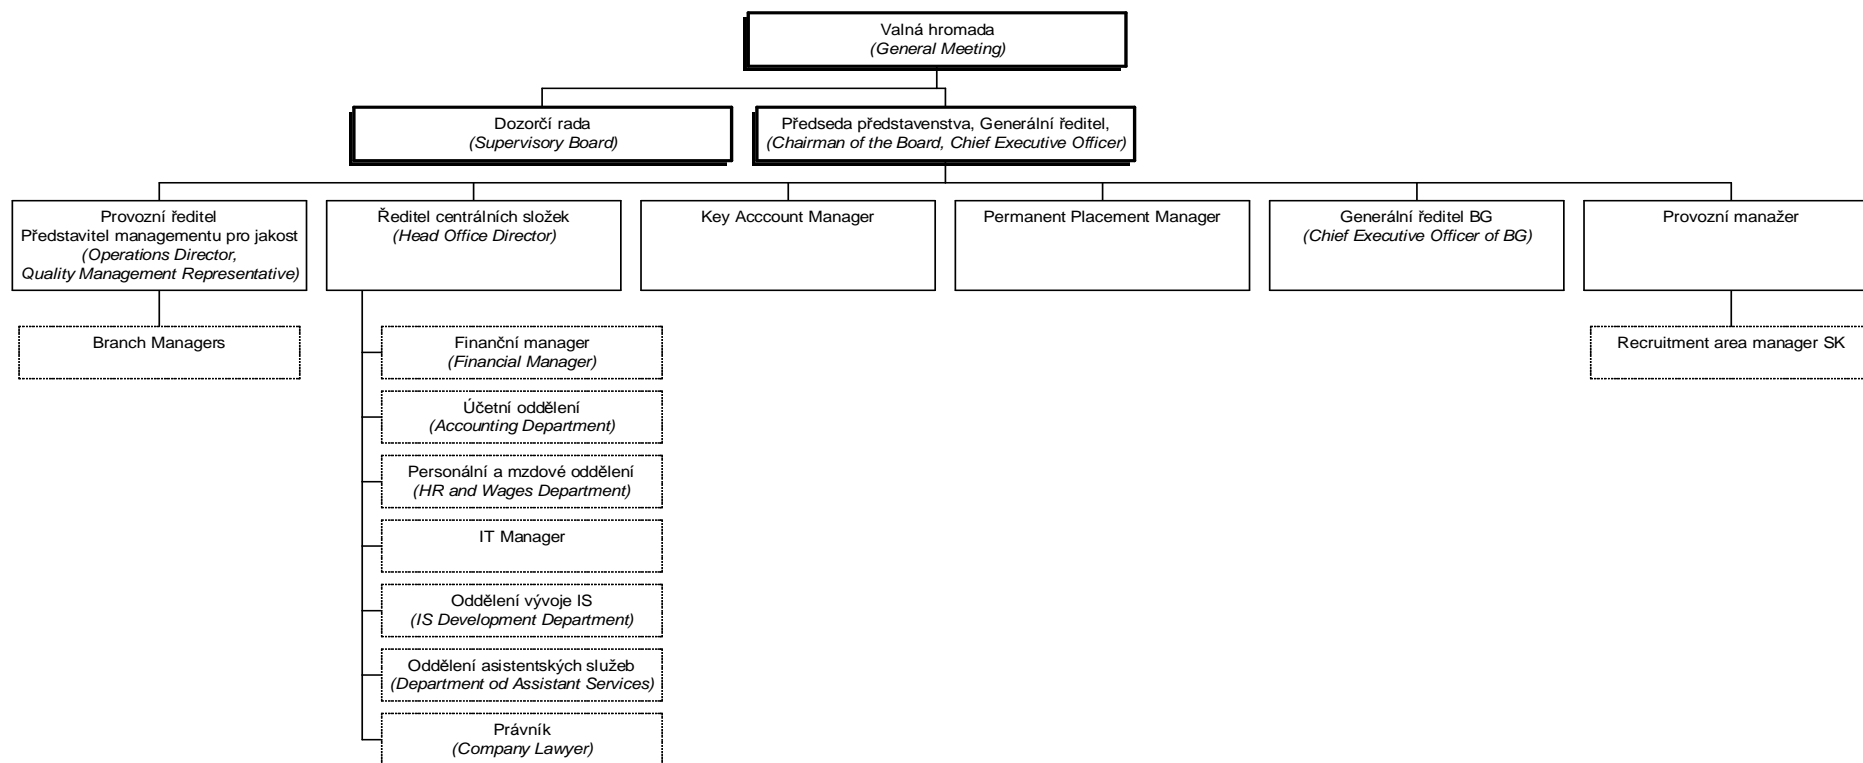 Valná hromada
(General Meeting)
Dozorčí rada
(Supervisory Board)
Předseda představenstva, Generální ředitel,
(Chairman of the Board, Chief Executive Officer)
Provozní ředitel
Představitel managementu pro jakost
(Operations Director,
Quality Management Representative)
Ředitel centrálních složek
(Head Office Director)
Key Acccount Manager
Permanent Placement Manager
Generální ředitel BG
(Chief Executive Officer of BG)
Provozní manažer
Branch Managers
Finanční manager
(Financial Manager)
Recruitment area manager SK
Účetní oddělení
(Accounting Department)
Personální a mzdové oddělení
(HR and Wages Department)
IT Manager
Oddělení vývoje IS
(IS Development Department)
Oddělení asistentských služeb
(Department od Assistant Services)
Právník
(Company Lawyer)